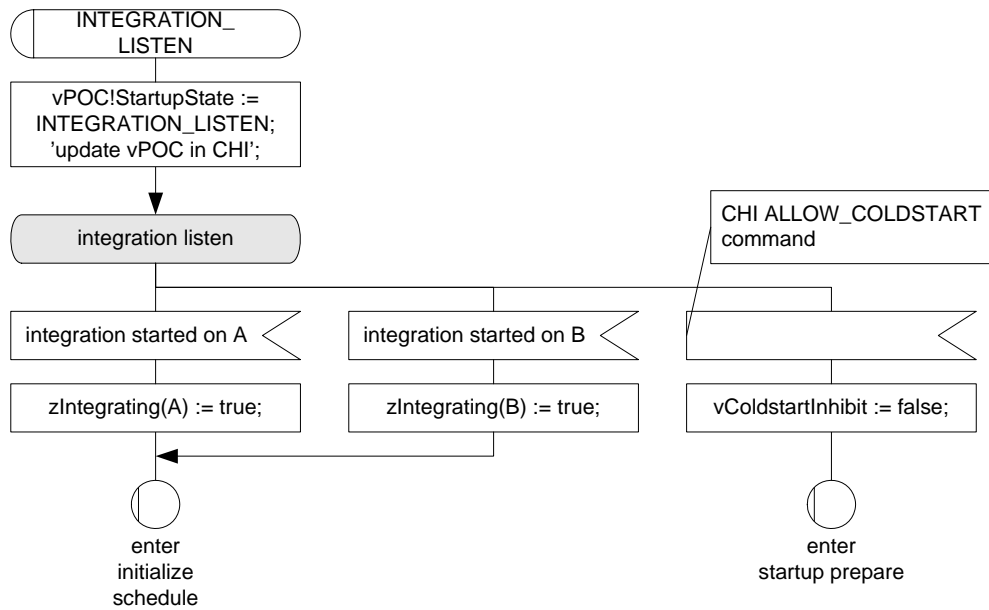 INTEGRATION_
LISTEN
vPOC!StartupState :=
INTEGRATION_LISTEN;
'update vPOC in CHI';
integration listen
CHI ALLOW_COLDSTART
command
integration started on A
integration started on B
zIntegrating(A) := true;
zIntegrating(B) := true;
vColdstartInhibit := false;
enter
initialize
schedule
enter
startup prepare